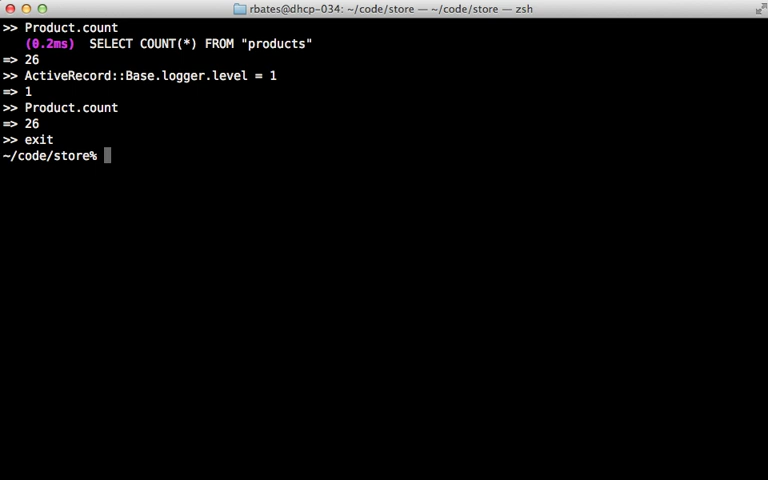 rbates@dhcp-034: ~/code/store — ~/code/store — zsh
>> Product.count
(0.2ms)  SELECT COUNT(*) FROM "products"
=> 26
>> ActiveRecord::Base.logger.level = 1
=> 1
>> Product.count
=> 26
>> exit
~/code/store%